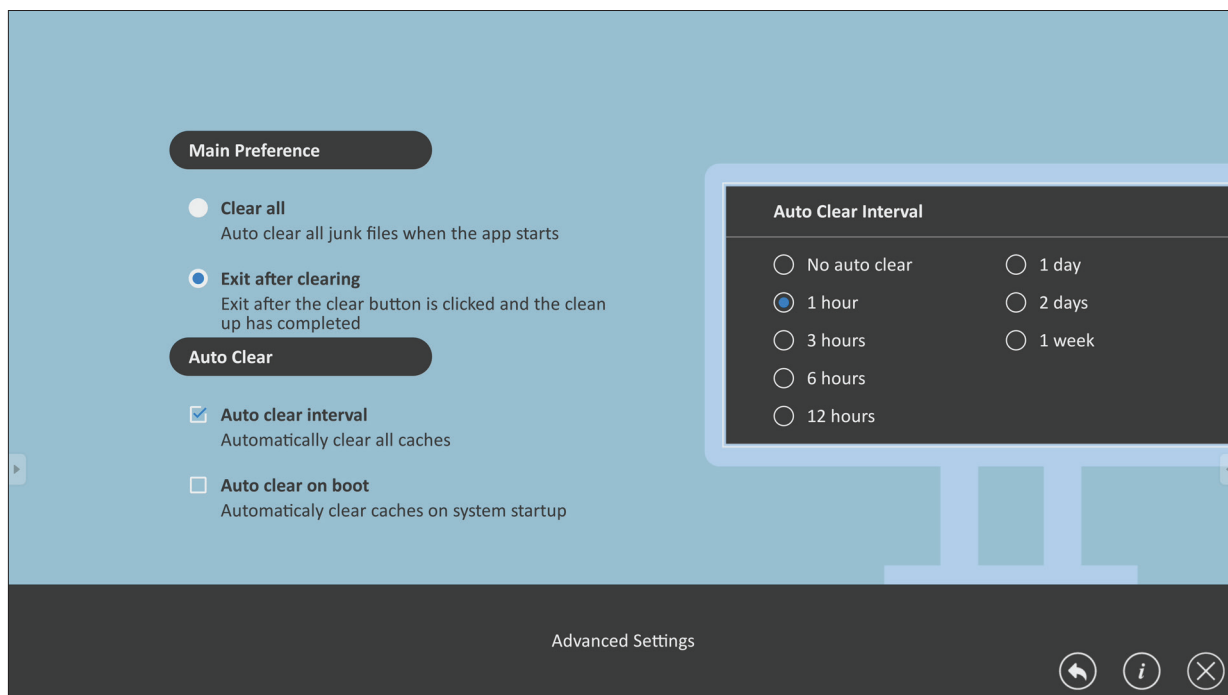 Main Preference
Clear all
Auto clear all junk files when the app starts
Exit after clearing
Exit after the clear button is clicked and the clean
up has completed
Auto Clear
Auto clear interval
Automatically clear all caches
Auto clear on boot
Automaticaly clear caches on system startup
Auto Clear Interval
No auto clear
1 hour
3 hours
6 hours
12 hours
1 day
2 days
1 week
Advanced Settings
i